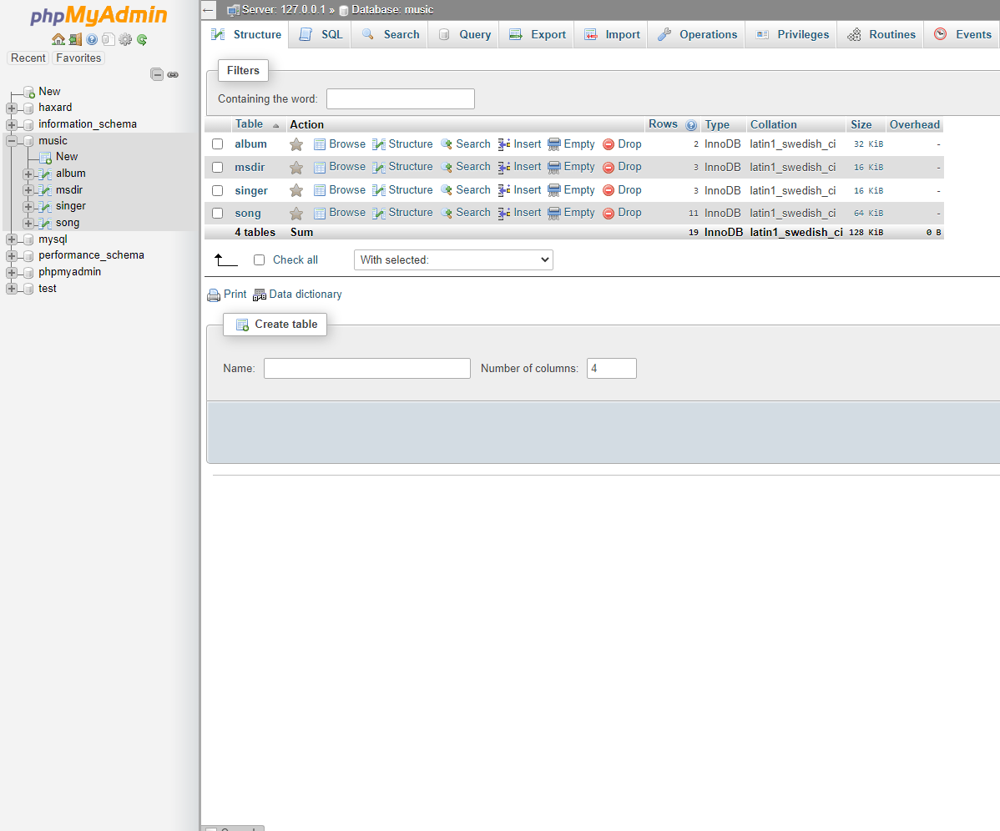 phpMyAdmin
Recent Favorites
New
haxard
information_schema
music
New
album
msdir
singer
song
mysql
performance_schema
phpmyadmin
test
← Server: 127.0.0.1 » Database: music
Structure SQL Search Query Export Import Operations Privileges Routines Events
Filters
Containing the word:
Table Action Rows Type Collation Size Overhead
album Browse Structure Search Insert Empty Drop 2 InnoDB latin1_swedish_ci 32 KiB -
msdir Browse Structure Search Insert Empty Drop 3 InnoDB latin1_swedish_ci 16 KiB -
singer Browse Structure Search Insert Empty Drop 3 InnoDB latin1_swedish_ci 16 KiB -
song Browse Structure Search Insert Empty Drop 11 InnoDB latin1_swedish_ci 64 KiB -
4 tables Sum 19 InnoDB latin1_swedish_ci 128 KiB 0 B
Check all With selected:
Print Data dictionary
Create table
Name: Number of columns: 4